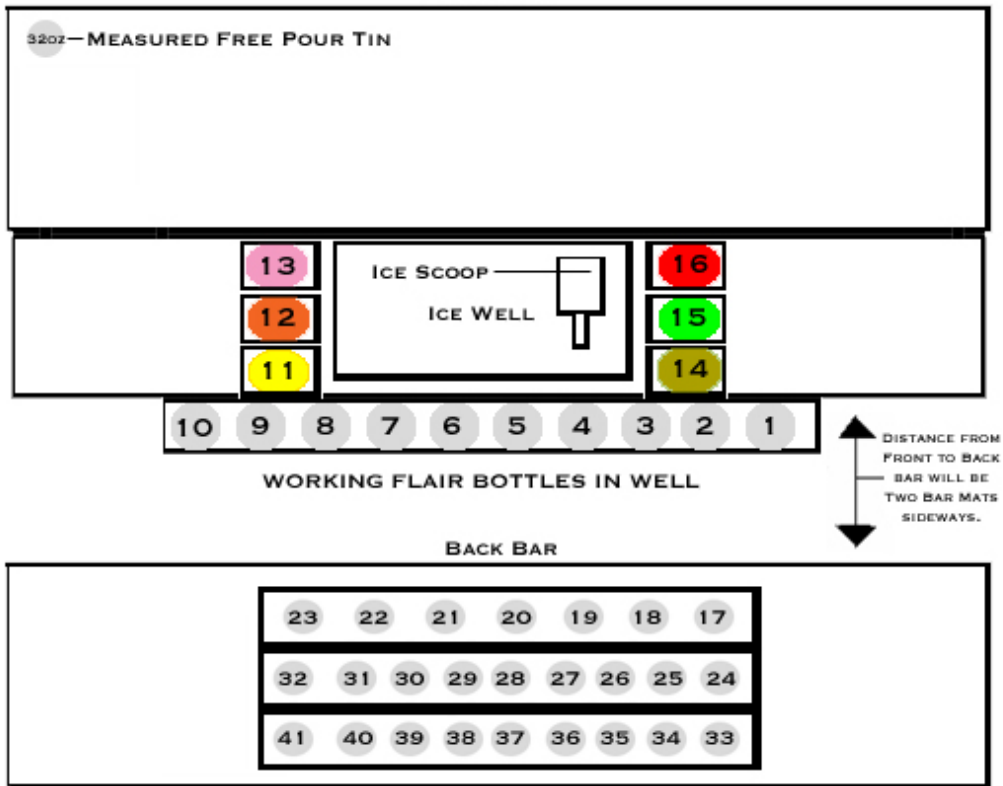 32oz—Measured Free Pour Tin
13
16
Ice Scoop
12
Ice Well
15
11
14
10 9 8 7 6 5 4 3 2 1
WORKING FLAIR BOTTLES IN WELL
Distance from
Front to Back
bar will be
Two Bar Mats
sideways.
Back Bar
23 22 21 20 19 18 17
32 31 30 29 28 27 26 25 24
41 40 39 38 37 36 35 34 33